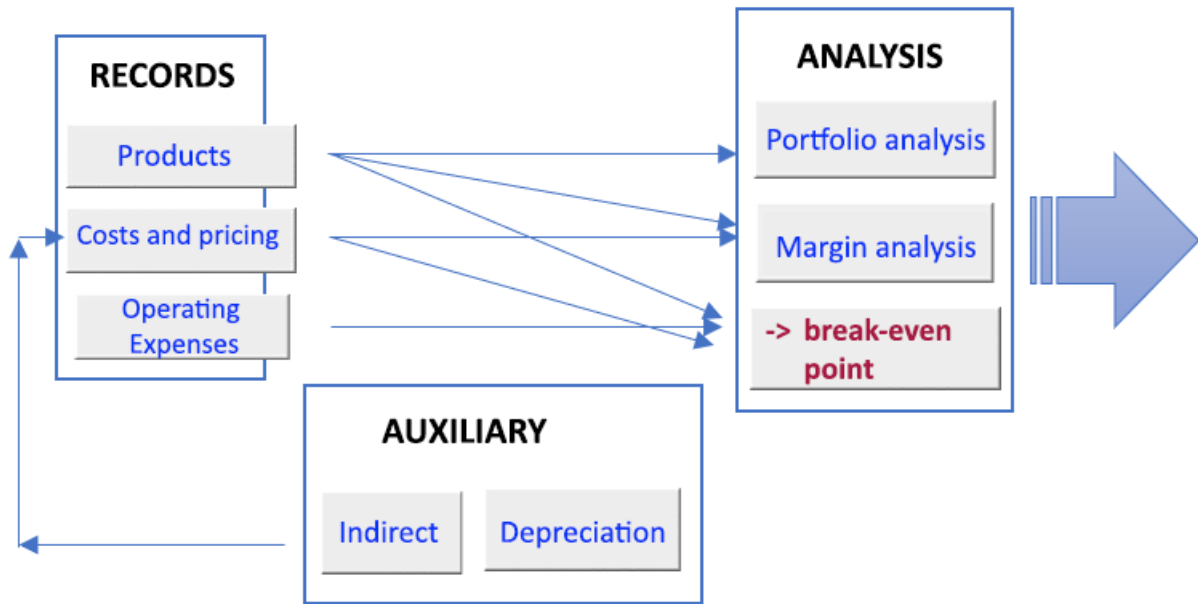 RECORDS
Products
Costs and pricing
Operating
Expenses
ANALYSIS
Portfolio analysis
Margin analysis
-> break-even
point
AUXILIARY
Indirect
Depreciation